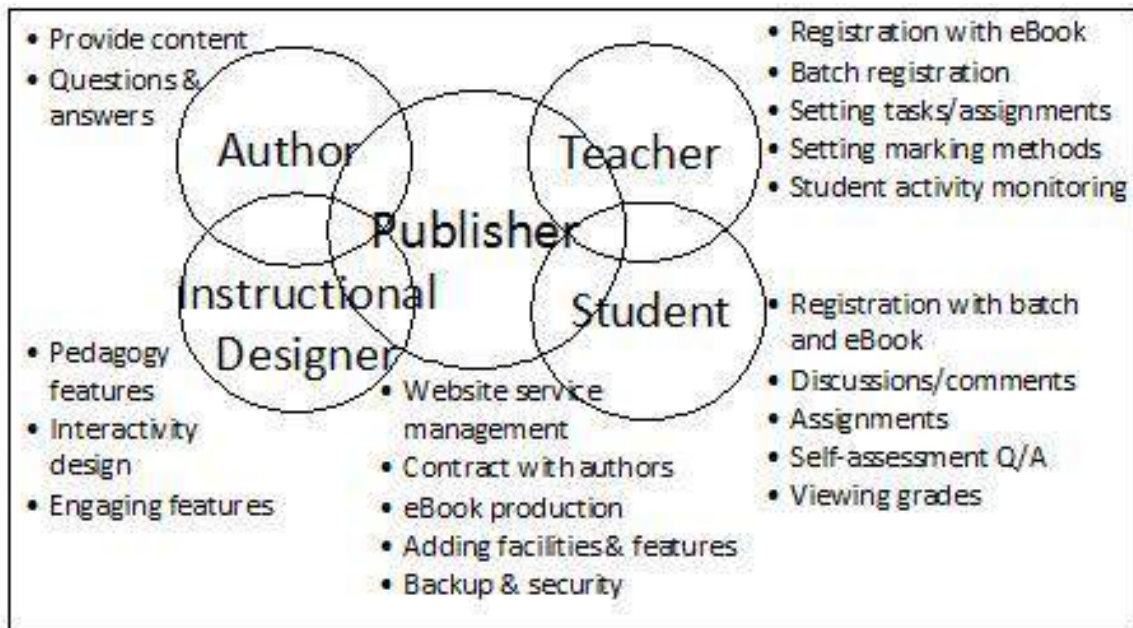 • Provide content
• Questions &
answers
Author
Publisher
Teacher
• Registration with eBook
• Batch registration
• Setting tasks/assignments
• Setting marking methods
• Student activity monitoring
Instructional
Designer
Student
• Pedagogy
features
• Interactivity
design
• Engaging features
• Website service
management
• Contract with authors
• eBook production
• Adding facilities & features
• Backup & security
• Registration with batch
and eBook
• Discussions/comments
• Assignments
• Self-assessment Q/A
• Viewing grades